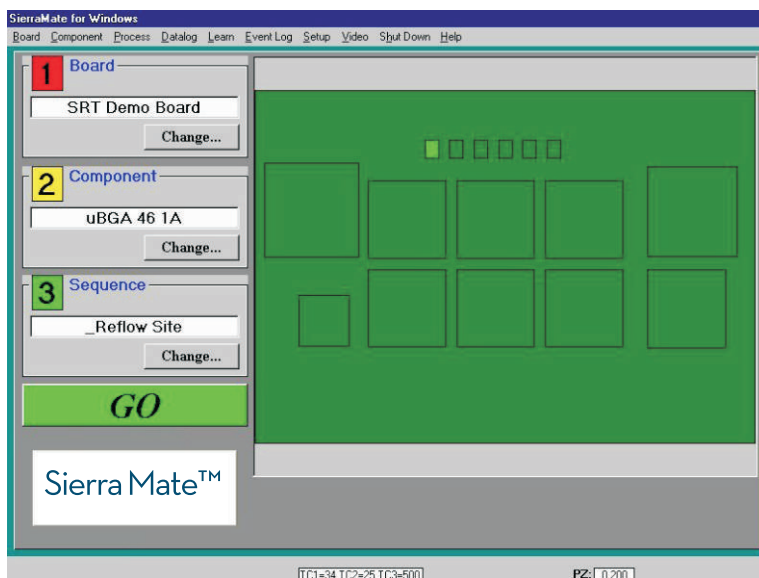 SierraMate for Windows
Board Component Process Datalog Learn Event Log Setup Video Shut Down Help
1 Board
SRT Demo Board
Change...
2 Component
uBGA 46 1A
Change...
3 Sequence
_Reflow Site
Change...
GO
Sierra Mate™
TC1=34 TC2=25 TC3=500 PZ: 0.200